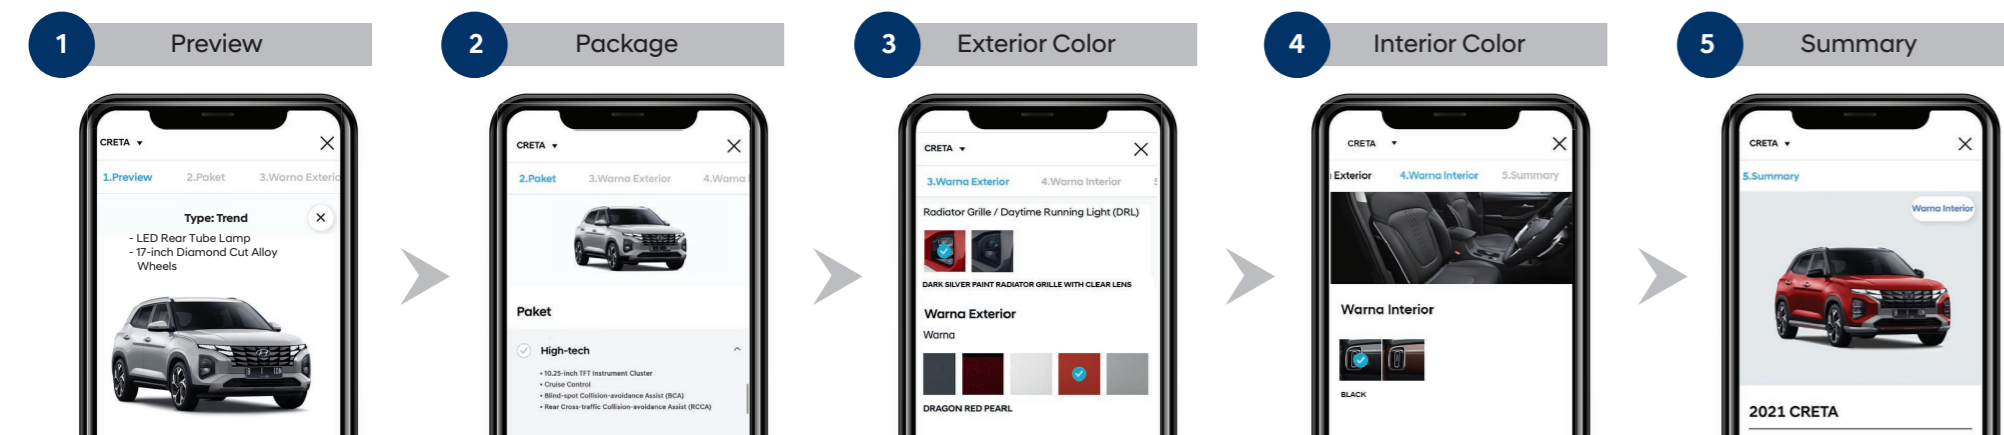 1 Preview
2 Package
3 Exterior Color
4 Interior Color
5 Summary
CRETA
1.Preview 2.Paket 3.Warna Exterio
Type: Trend
- LED Rear Tube Lamp
- 17-inch Diamond Cut Alloy
Wheels
CRETA
2.Paket 3.Warna Exterior 4.Warna
Paket
High-tech
• 10.25-inch TFT Instrument Cluster
• Cruise Control
• Blind-spot Collision-avoidance Assist (BCA)
• Rear Cross-traffic Collision-avoidance Assist (RCCA)
CRETA
3.Warna Exterior 4.Warna Interior
Radiator Grille / Daytime Running Light (DRL)
DARK SILVER PAINT RADIATOR GRILLE WITH CLEAR LENS
Warna Exterior
Warna
DRAGON RED PEARL
CRETA
Exterior 4.Warna Interior 5.Summary
Warna Interior
BLACK
CRETA
5.Summary
Warna Interior
2021 CRETA